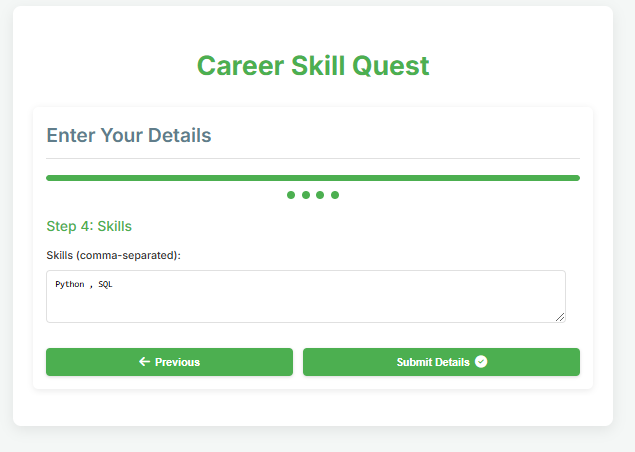 Career Skill Quest
Enter Your Details
Step 4: Skills
Skills (comma-separated):
Python , SQL
Previous
Submit Details